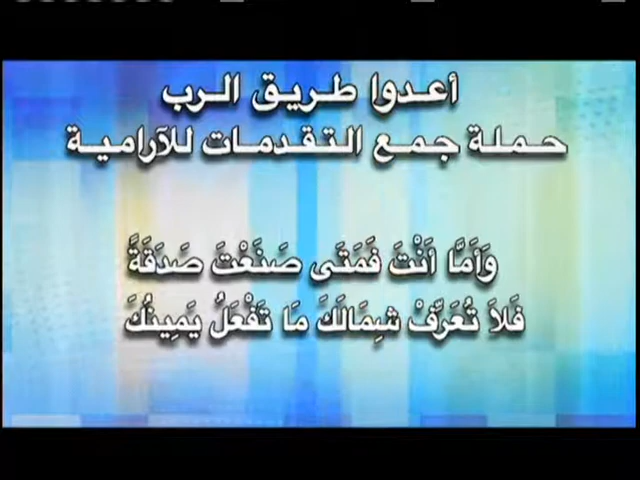 أعدوا طريق الرب
حملة جمع التقدمات للآرامية
وَأَمَّا أَنْتَ فَمَتَى صَنَعْتَ صَدَقَةً
فَلاَ تُعَرِّفْ شِمَالَكَ مَا تَفْعَلُ يَمِينُكَ